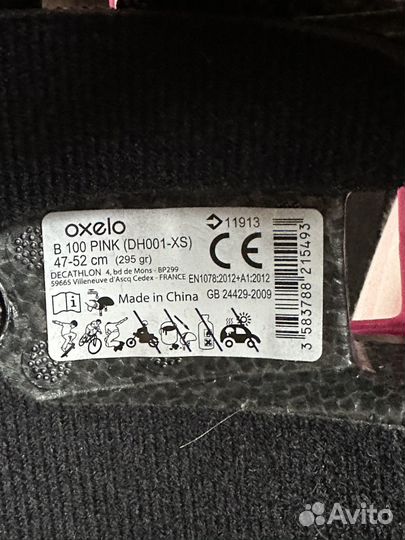 oxelo
11913
B 100 PINK (DH001-XS)
47-52 cm (295 gr)
CE
DECATHLON 4, bd de Mons - BP299
59665 Villeneuve d'Ascq Cedex - FRANCE
EN1078:2012+A1:2012
Made in China
GB 24429-2009
3 583788 215493
Avito